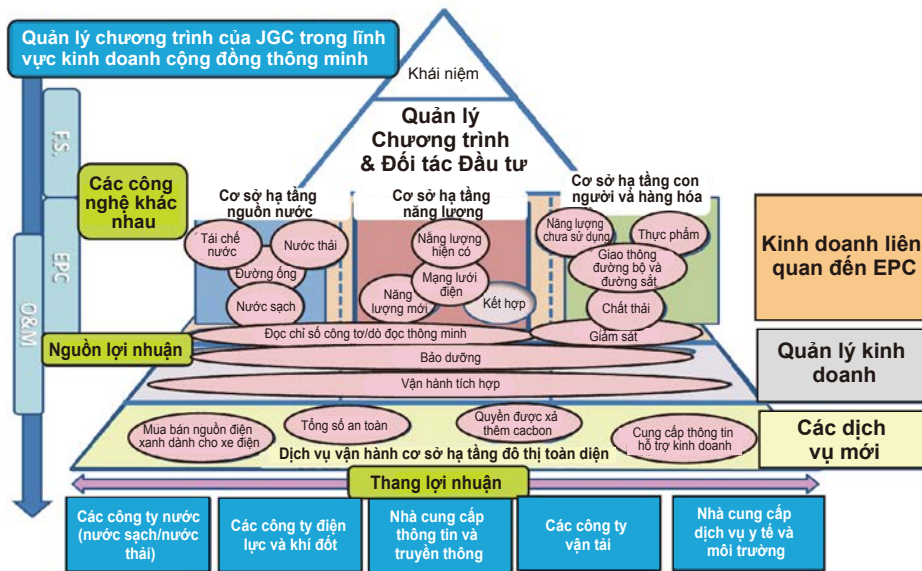 Quản lý chương trình của JGC trong lĩnh
vực kinh doanh cộng đồng thông minh
Khái niệm
Quản lý
Chương trình
& Đối tác Đầu tư
F.S.
EPC
O&M
Các công
nghệ khác
nhau
Cơ sở hạ tầng
nguồn nước
Cơ sở hạ tầng
năng lượng
Cơ sở hạ tầng con
người và hàng hóa
Tái chế
nước
Nước thải
Đường ống
Nước sạch
Nằng lượng
hiện có
Mạng lưới
điện
Năng
lượng mới
Kết hợp
Năng lượng
chưa sử dụng
Thực phẩm
Giao thông
đường bộ và
đường sắt
Chất thải
Kinh doanh liên
quan đến EPC
Đọc chỉ số công tơ/dò đọc thông minh
Giảm sát
Nguồn lợi nhuận
Bảo dưỡng
Vận hành tích hợp
Quản lý kinh
doanh
Mua bán nguồn điện
xanh dành cho xe điện
Tổng số an toàn
Quyền được xả
thêm cacbon
Cung cấp thông tin
hỗ trợ kinh doanh
Dịch vụ vận hành cơ sở hạ tầng đô thị toàn diện
Các dịch
vụ mới
Thang lợi nhuận
Các công ty nước
(nước sạch/nước
thải)
Các công ty điện
lực và khí đốt
Nhà cung cấp
thông tin và
truyền thông
Các công ty
vận tải
Nhà cung cấp
dịch vụ y tế và
môi trường